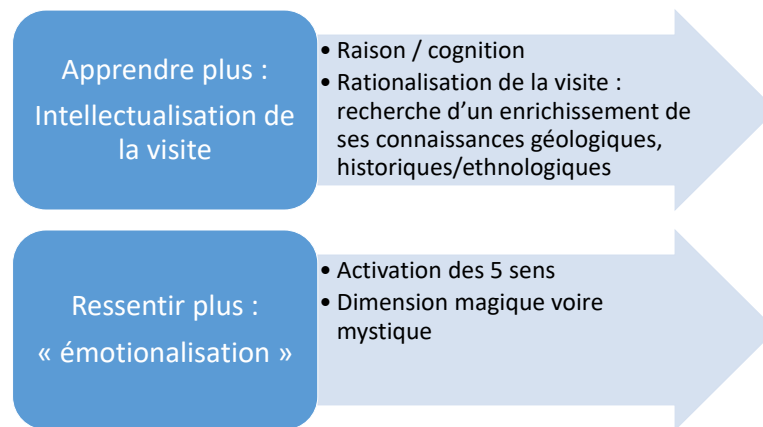 Apprendre plus :
Intellectualisation de
la visite
• Raison / cognition
• Rationalisation de la visite :
recherche d’un enrichissement de
ses connaissances géologiques,
historiques/ethnologiques
Ressentir plus :
« émotionalisation »
• Activation des 5 sens
• Dimension magique voire
mystique